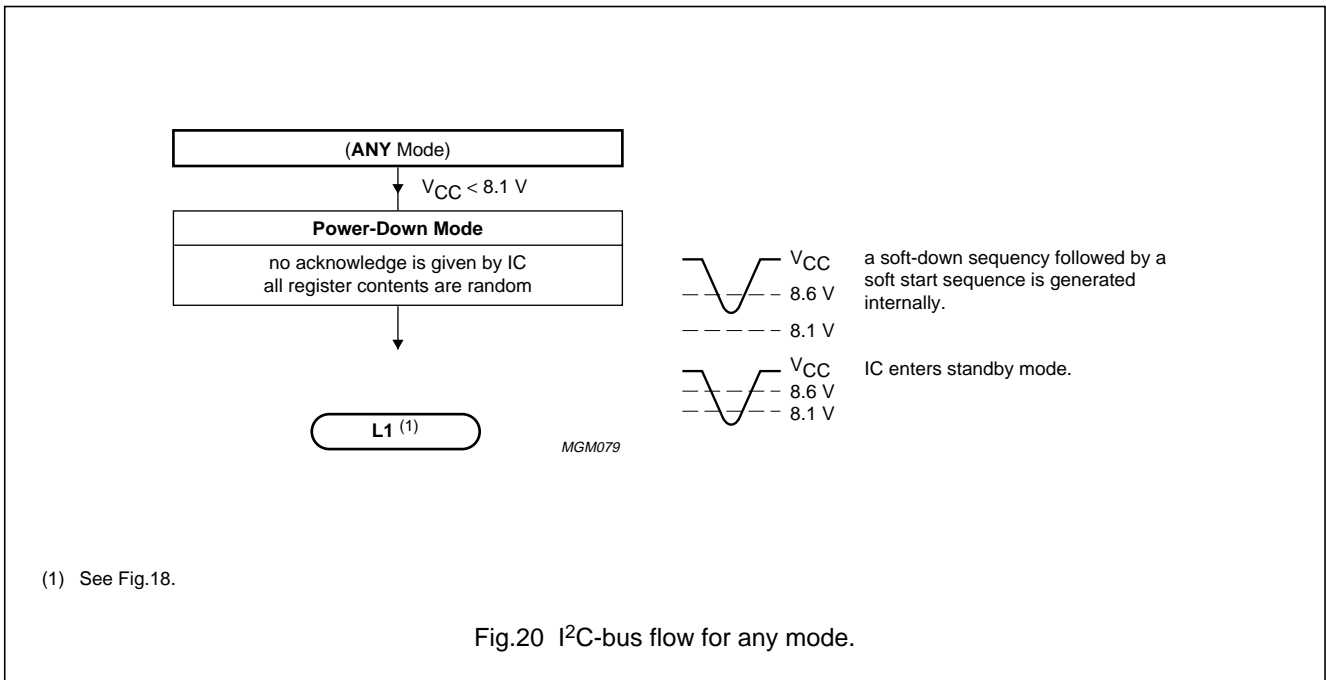 (ANY Mode)
VCC < 8.1 V
Power-Down Mode
no acknowledge is given by IC
all register contents are random
L1 (1)
MGM079
VCC
8.6 V
8.1 V
a soft-down sequency followed by a
soft start sequence is generated
internally.
VCC
8.6 V
8.1 V
IC enters standby mode.
(1) See Fig.18.
Fig.20 I²C-bus flow for any mode.